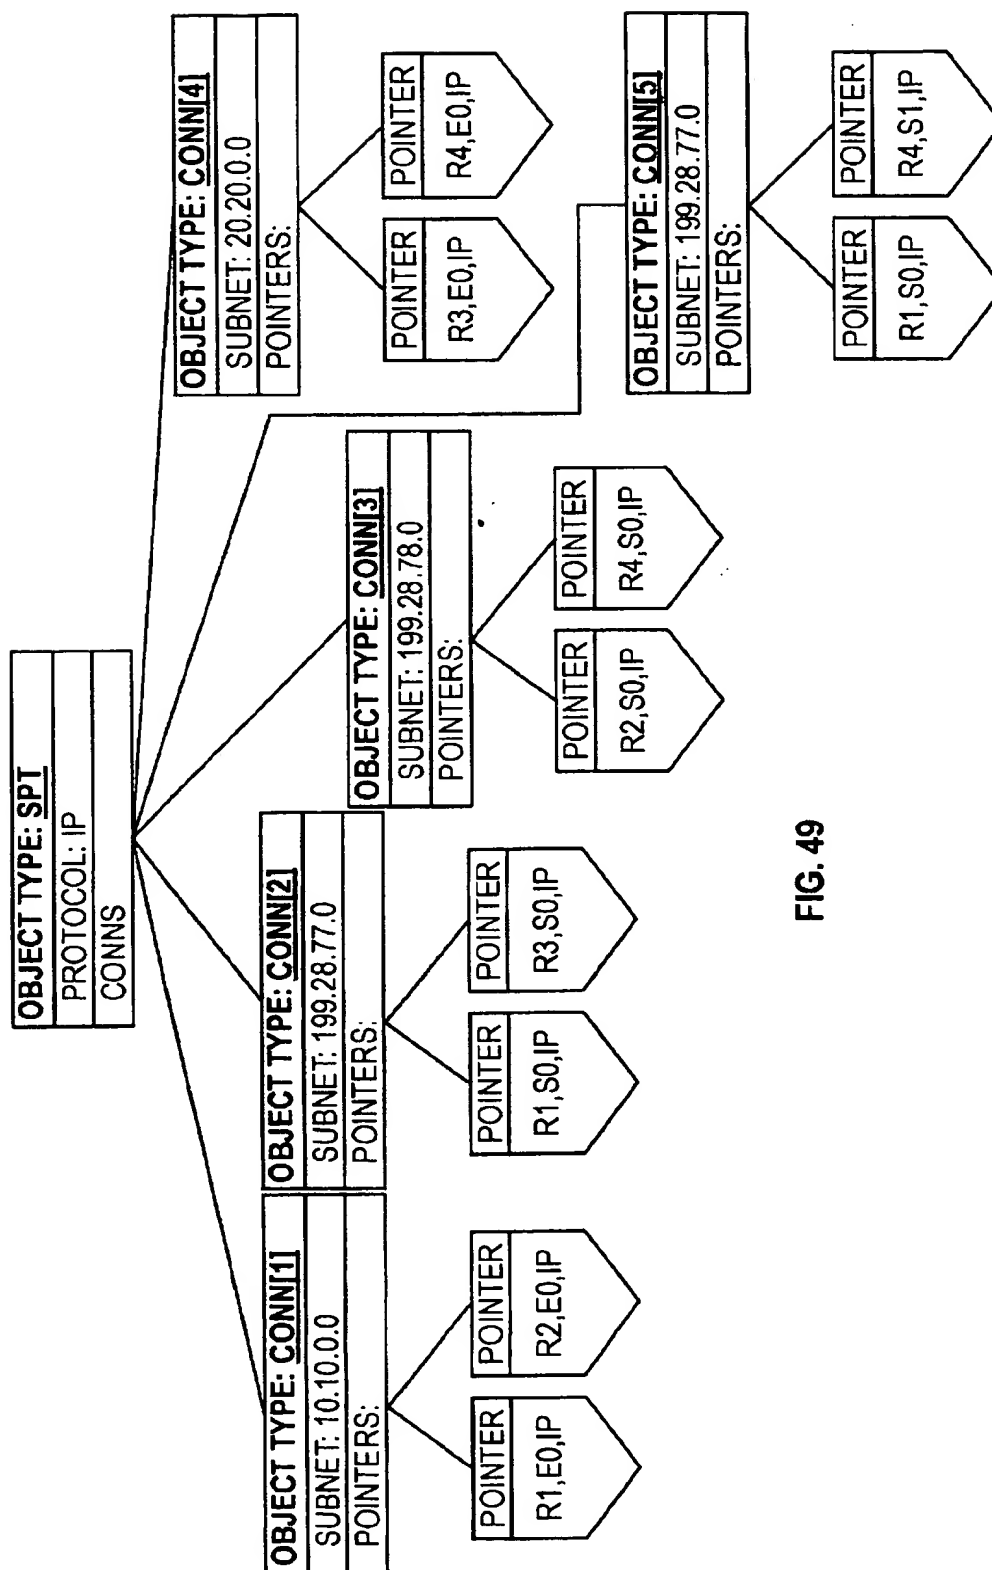 OBJECT TYPE: SPT
PROTOCOL: IP
CONNS
OBJECT TYPE: CONN[1]
SUBNET: 10.10.0.0
POINTERS:
POINTER
R1,E0,IP
POINTER
R2,E0,IP
OBJECT TYPE: CONN[2]
SUBNET: 199.28.77.0
POINTERS:
POINTER
R1,S0,IP
POINTER
R3,S0,IP
OBJECT TYPE: CONN[3]
SUBNET: 199.28.78.0
POINTERS:
POINTER
R2,S0,IP
POINTER
R4,S0,IP
OBJECT TYPE: CONN[4]
SUBNET: 20.20.0.0
POINTERS:
POINTER
R3,E0,IP
POINTER
R4,E0,IP
OBJECT TYPE: CONN[5]
SUBNET: 199.28.77.0
POINTERS:
POINTER
R1,S0,IP
POINTER
R4,S1,IP
FIG. 49